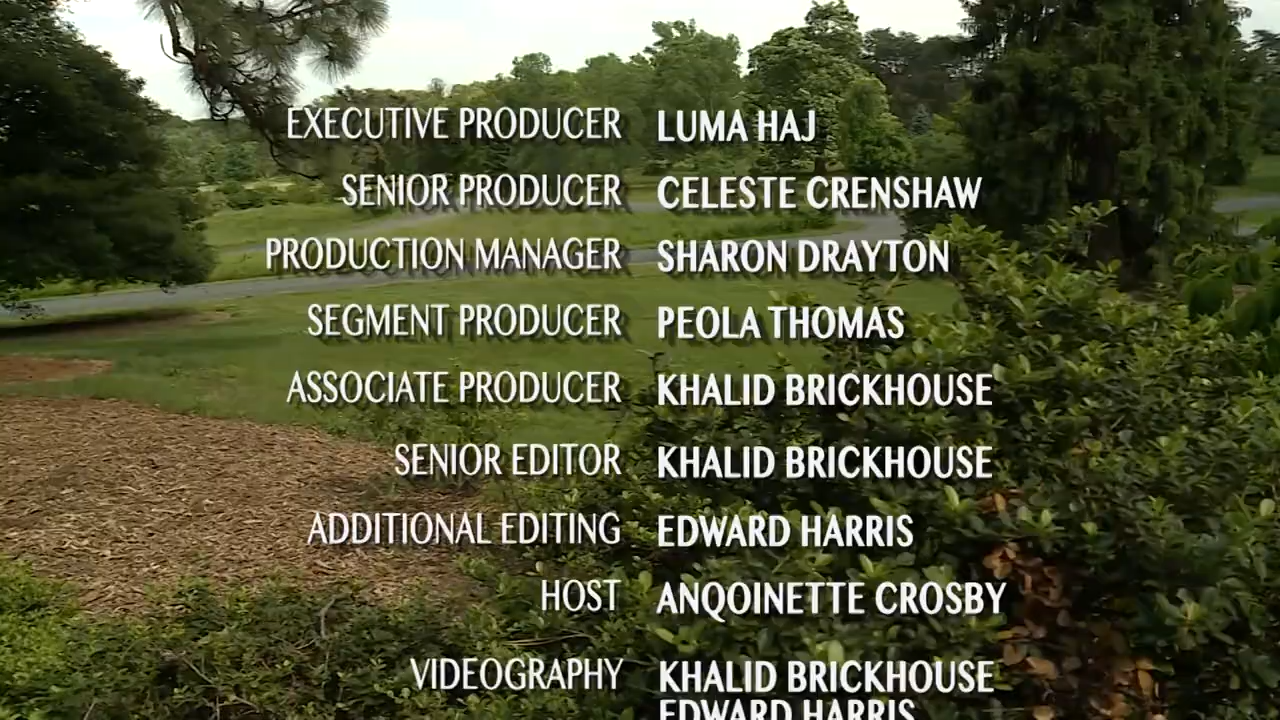 EXECUTIVE PRODUCER LUMA HAJ
SENIOR PRODUCER CELESTE CRENSHAW
PRODUCTION MANAGER SHARON DRAYTON
SEGMENT PRODUCER PEOLA THOMAS
ASSOCIATE PRODUCER KHALID BRICKHOUSE
SENIOR EDITOR KHALID BRICKHOUSE
ADDITIONAL EDITING EDWARD HARRIS
HOST ANQOINETTE CROSBY
VIDEOGRAPHY KHALID BRICKHOUSE
EDWARD HARRIS